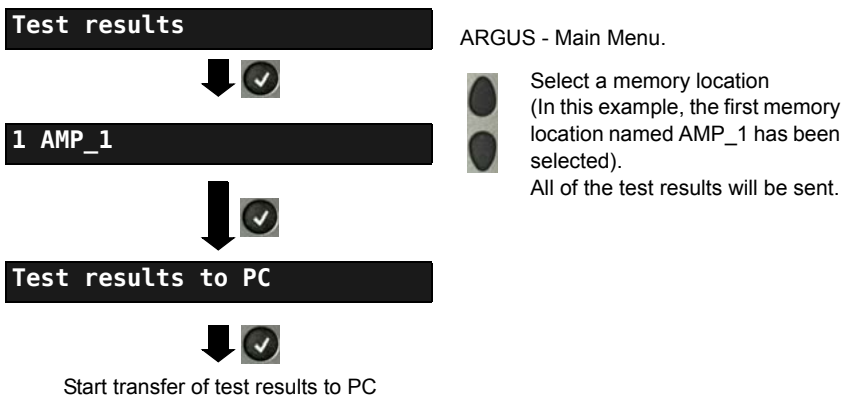 Test results
ARGUS - Main Menu.
Select a memory location
(In this example, the first memory
location named AMP_1 has been
selected).
All of the test results will be sent.
1 AMP_1
Test results to PC
Start transfer of test results to PC